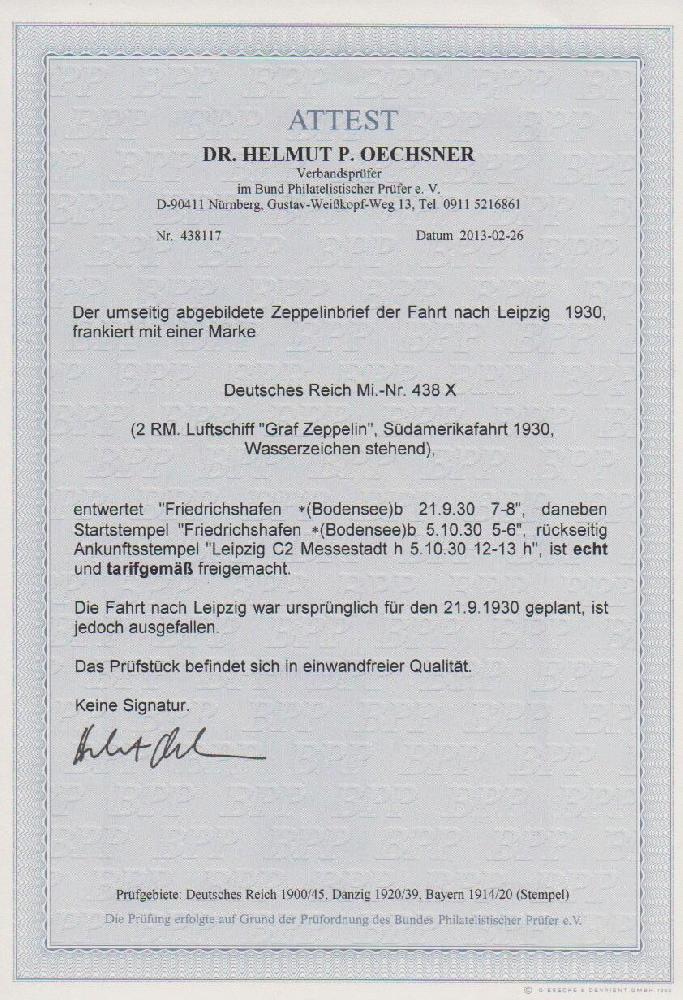 ATTEST
DR. HELMUT P. OECHSNER
Verbandsprüfer
im Bund Philatelistischer Prüfer e. V.
D-90411 Nürnberg, Gustav-Weißkopf-Weg 13, Tel. 0911 5216861
Nr. 438117 Datum 2013-02-26
Der umseitig abgebildete Zeppelinbrief der Fahrt nach Leipzig 1930,
frankiert mit einer Marke
Deutsches Reich Mi.-Nr. 438 X
(2 RM. Luftschiff "Graf Zeppelin", Südamerikafahrt 1930,
Wasserzeichen stehend),
entwertet "Friedrichshafen *(Bodensee)b 21.9.30 7-8", daneben
Startstempel "Friedrichshafen *(Bodensee)b 5.10.30 5-6", rückseitig
Ankunftsstempel "Leipzig C2 Messestadt h 5.10.30 12-13 h", ist echt
und tarifgemäß freigemacht.
Die Fahrt nach Leipzig war ursprünglich für den 21.9.1930 geplant, ist
jedoch ausgefallen.
Das Prüfstück befindet sich in einwandfreier Qualität.
Keine Signatur.
Prüfgebiete: Deutsches Reich 1900/45, Danzig 1920/39, Bayern 1914/20 (Stempel)
Die Prüfung erfolgte auf Grund der Prüfordnung des Bundes Philatelistischer Prüfer e.V.
© GIESECKE & DEVRIENT GMBH